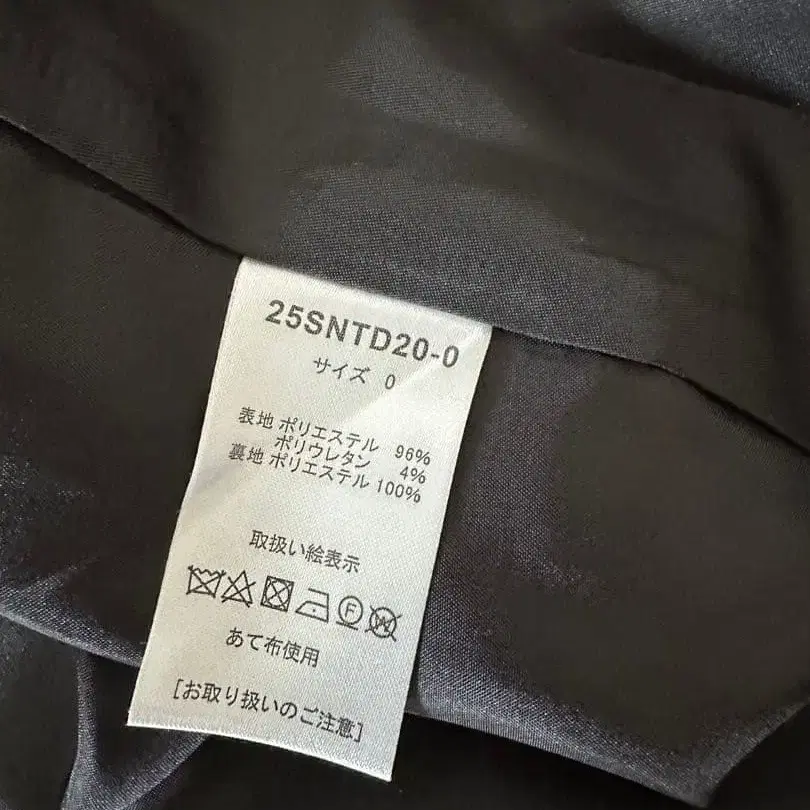 25SNTD20-0
サイズ 0
表地 ポリエステル 96%
ポリウレタン 4%
裏地 ポリエステル 100%
取扱い絵表示
F W
あて布使用
[お取り扱いのご注意]